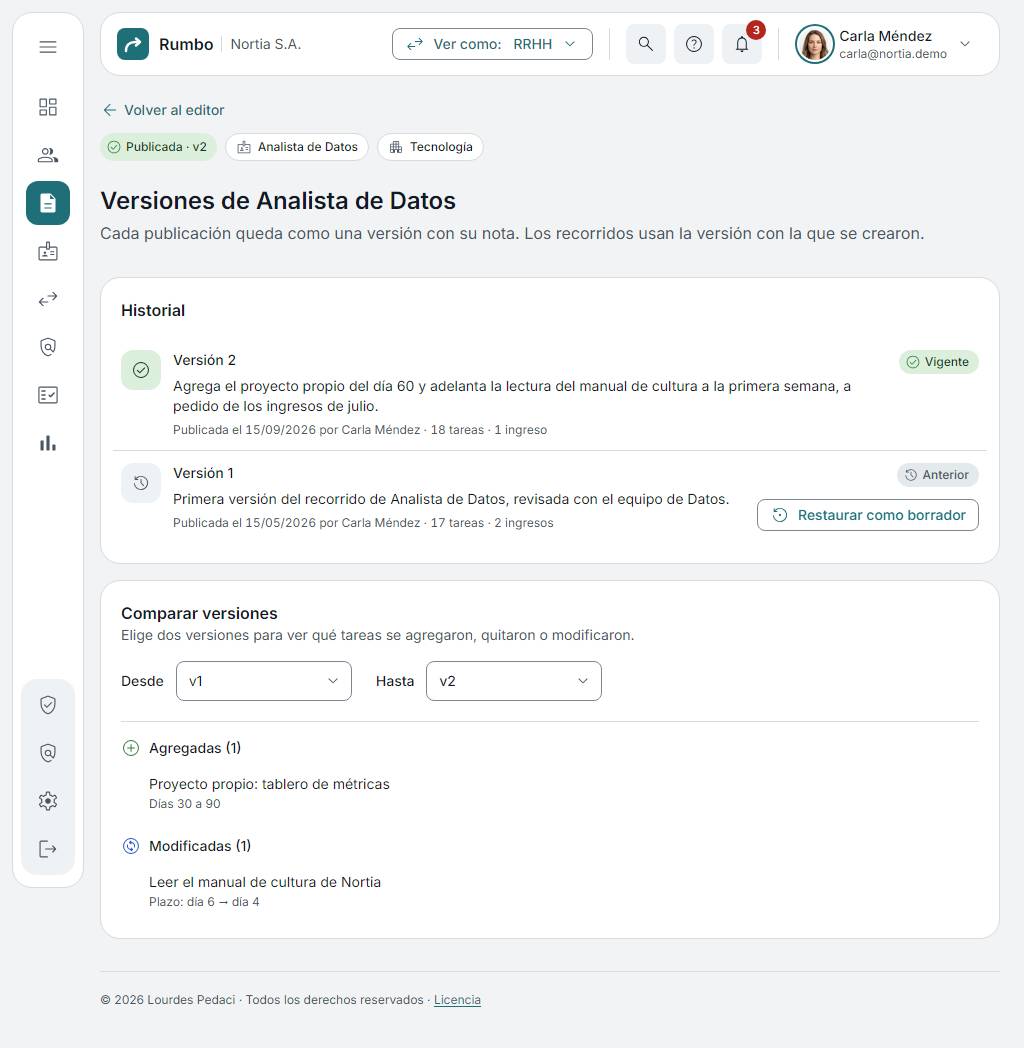 Rumbo
Nortia S.A.
Ver como: RRHH
3
Carla Méndez
carla@nortia.demo
Volver al editor
Publicada · v2
Analista de Datos
Tecnología
Versiones de Analista de Datos
Cada publicación queda como una versión con su nota. Los recorridos usan la versión con la que se crearon.
Historial
Versión 2
Vigente
Agrega el proyecto propio del día 60 y adelanta la lectura del manual de cultura a la primera semana, a
pedido de los ingresos de julio.
Publicada el 15/09/2026 por Carla Méndez · 18 tareas · 1 ingreso
Versión 1
Anterior
Primera versión del recorrido de Analista de Datos, revisada con el equipo de Datos.
Publicada el 15/05/2026 por Carla Méndez · 17 tareas · 2 ingresos
Restaurar como borrador
Comparar versiones
Elige dos versiones para ver qué tareas se agregaron, quitaron o modificaron.
Desde v1 Hasta v2
Agregadas (1)
Proyecto propio: tablero de métricas
Días 30 a 90
Modificadas (1)
Leer el manual de cultura de Nortia
Plazo: día 6 → día 4
© 2026 Lourdes Pedaci · Todos los derechos reservados · Licencia